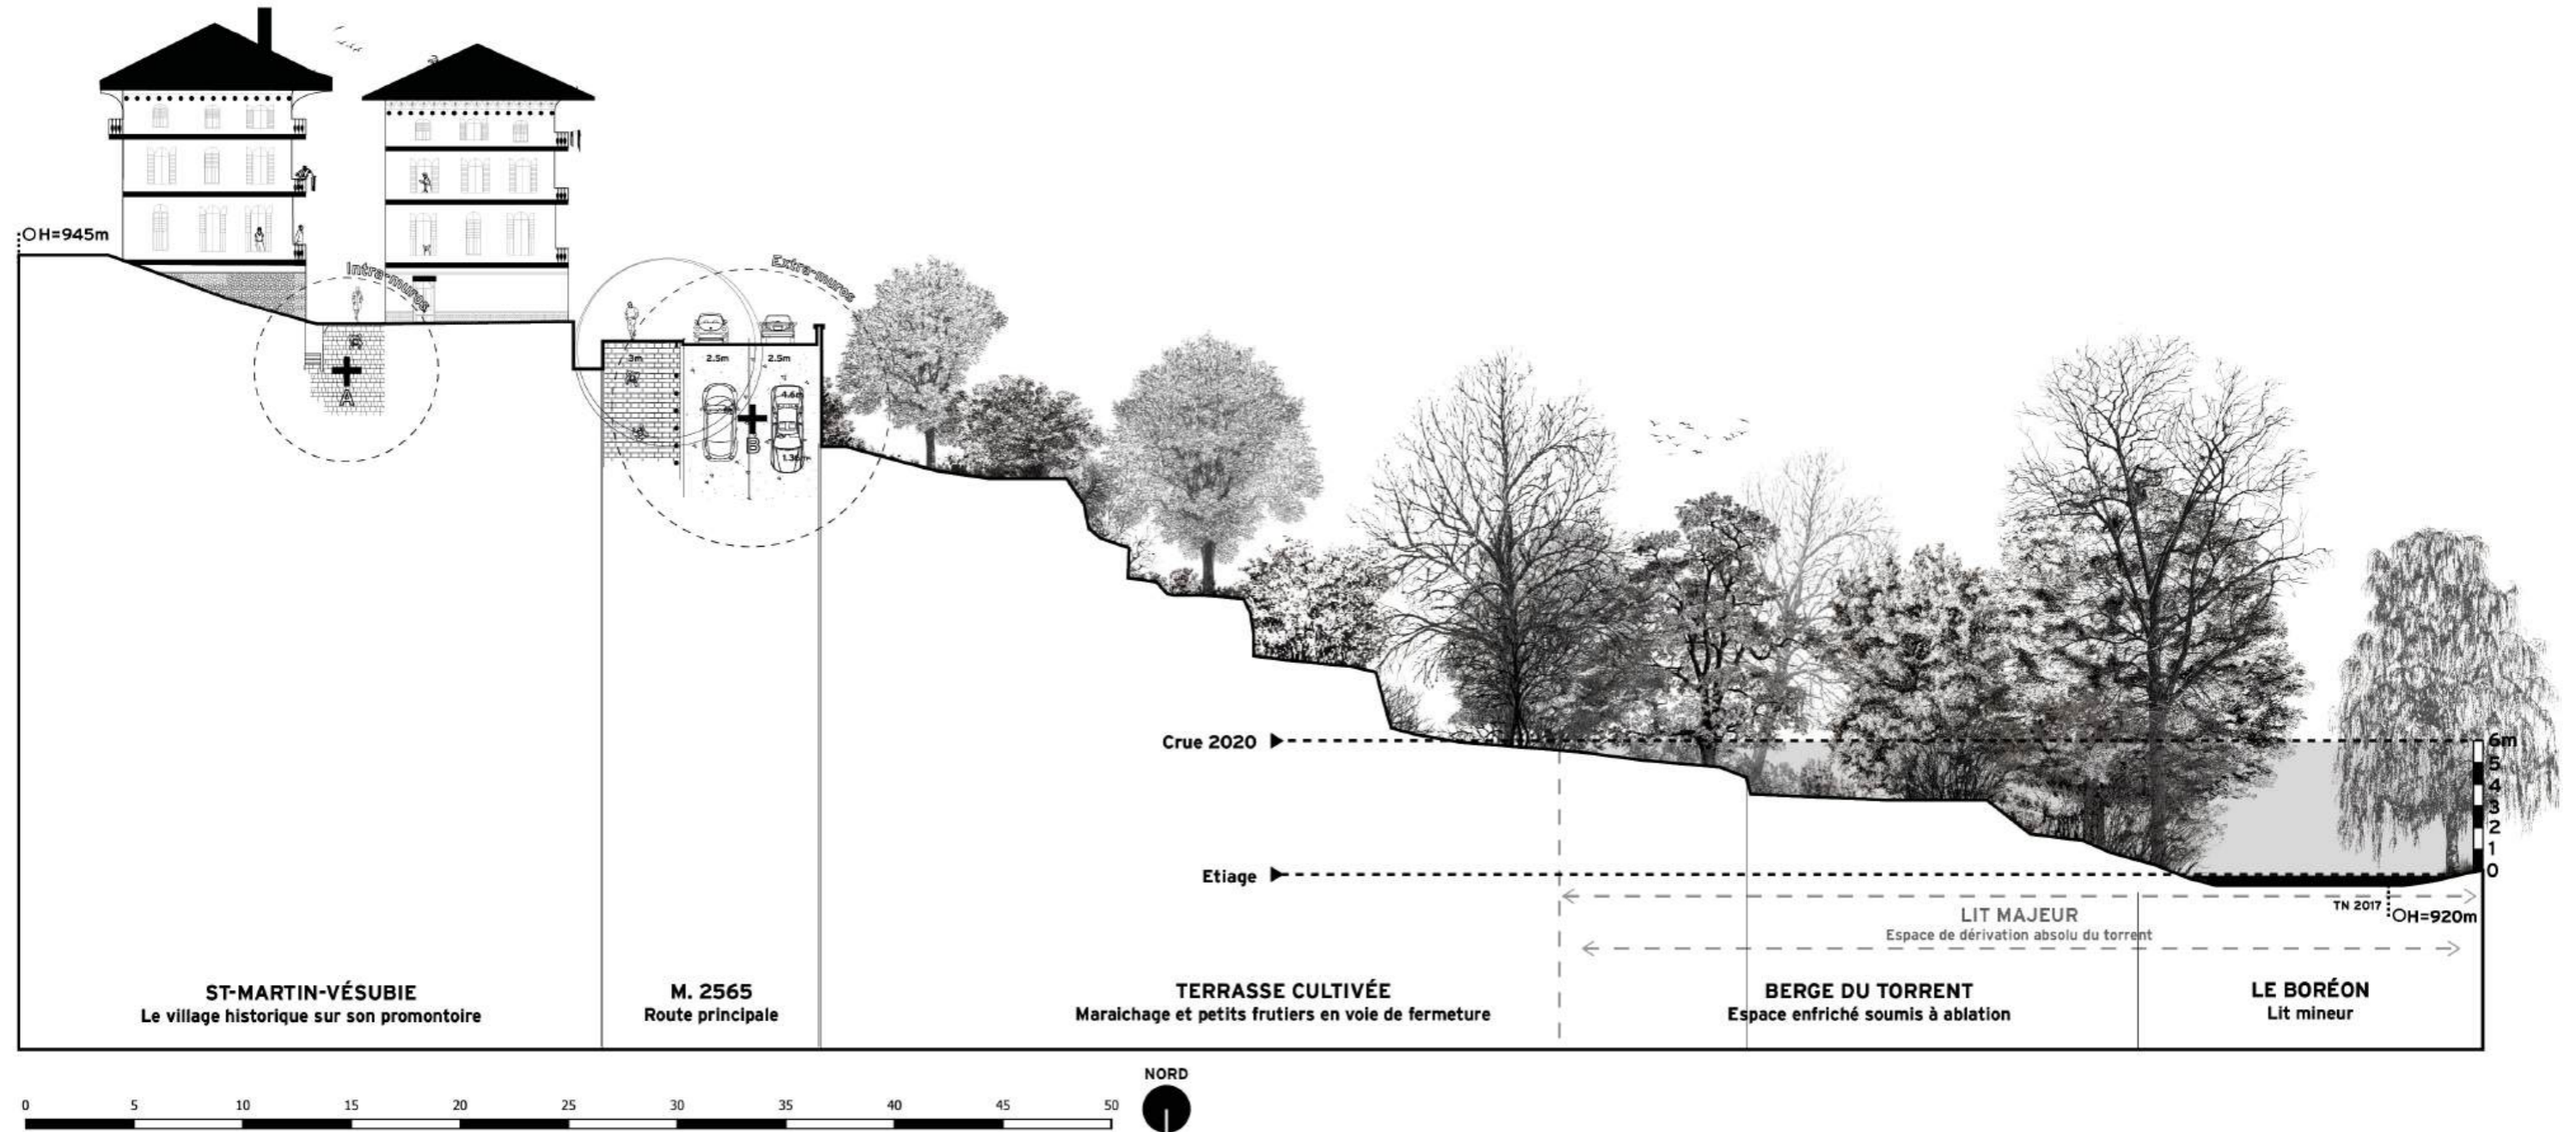 OH=945m
Intra-muros
Extra-muros
3m
2.5m
2.5m
4.6m
A
B
1.36m
Crue 2020
6m
5
4
3
2
1
0
Etiage
TN 2017
OH=920m
LIT MAJEUR
Espace de dérivation absolu du torrent
ST-MARTIN-VÉSUBIE
Le village historique sur son promontoire
M. 2565
Route principale
TERRASSE CULTIVÉE
Maraichage et petits frutiers en voie de fermeture
BERGE DU TORRENT
Espace enfriché soumis à ablation
LE BORÉON
Lit mineur
NORD
0 5 10 15 20 25 30 35 40 45 50